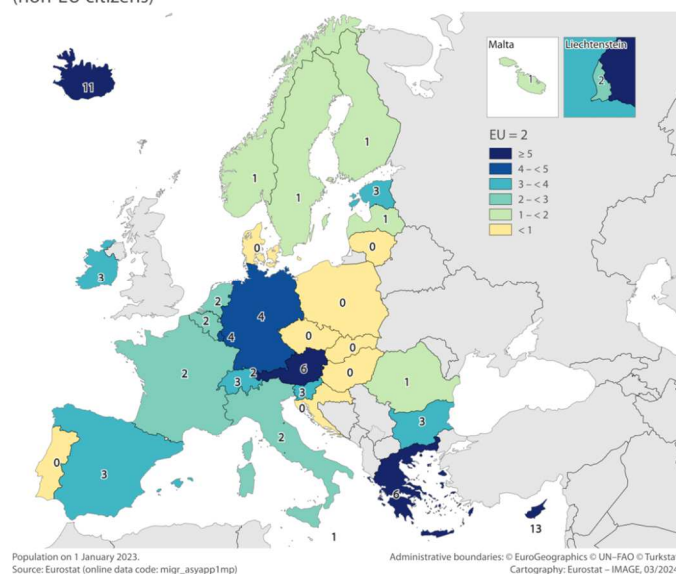 (non-EU citizens)
Malta
1
Liechtenstein
2
11
EU = 2
≥ 5
4 – < 5
3 – < 4
2 – < 3
1 – < 2
< 1
1
1
1
3
1
0
0
3
2
2
4
4
0
0
0
2
3
2
6
0
3
0
1
2
3
0
3
6
1
13
Population on 1 January 2023.
Source: Eurostat (online data code: migr_asyapp1mp)
Administrative boundaries: © EuroGeographics © UN–FAO © Turkstat
Cartography: Eurostat – IMAGE, 03/2024